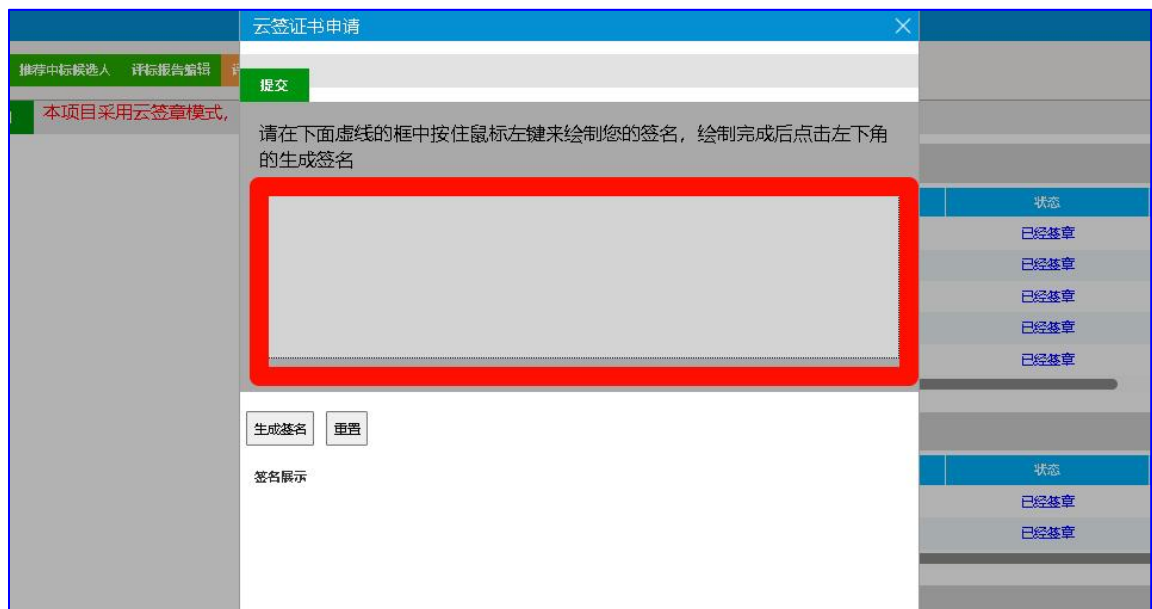 云签证书申请
推荐中标候选人 评标报告编辑
提交
本项目采用云签章模式，
请在下面虚线的框中按住鼠标左键来绘制您的签名，绘制完成后点击左下角
的生成签名
状态
已经签章
已经签章
已经签章
已经签章
已经签章
生成签名 重置
签名展示
状态
已经签章
已经签章